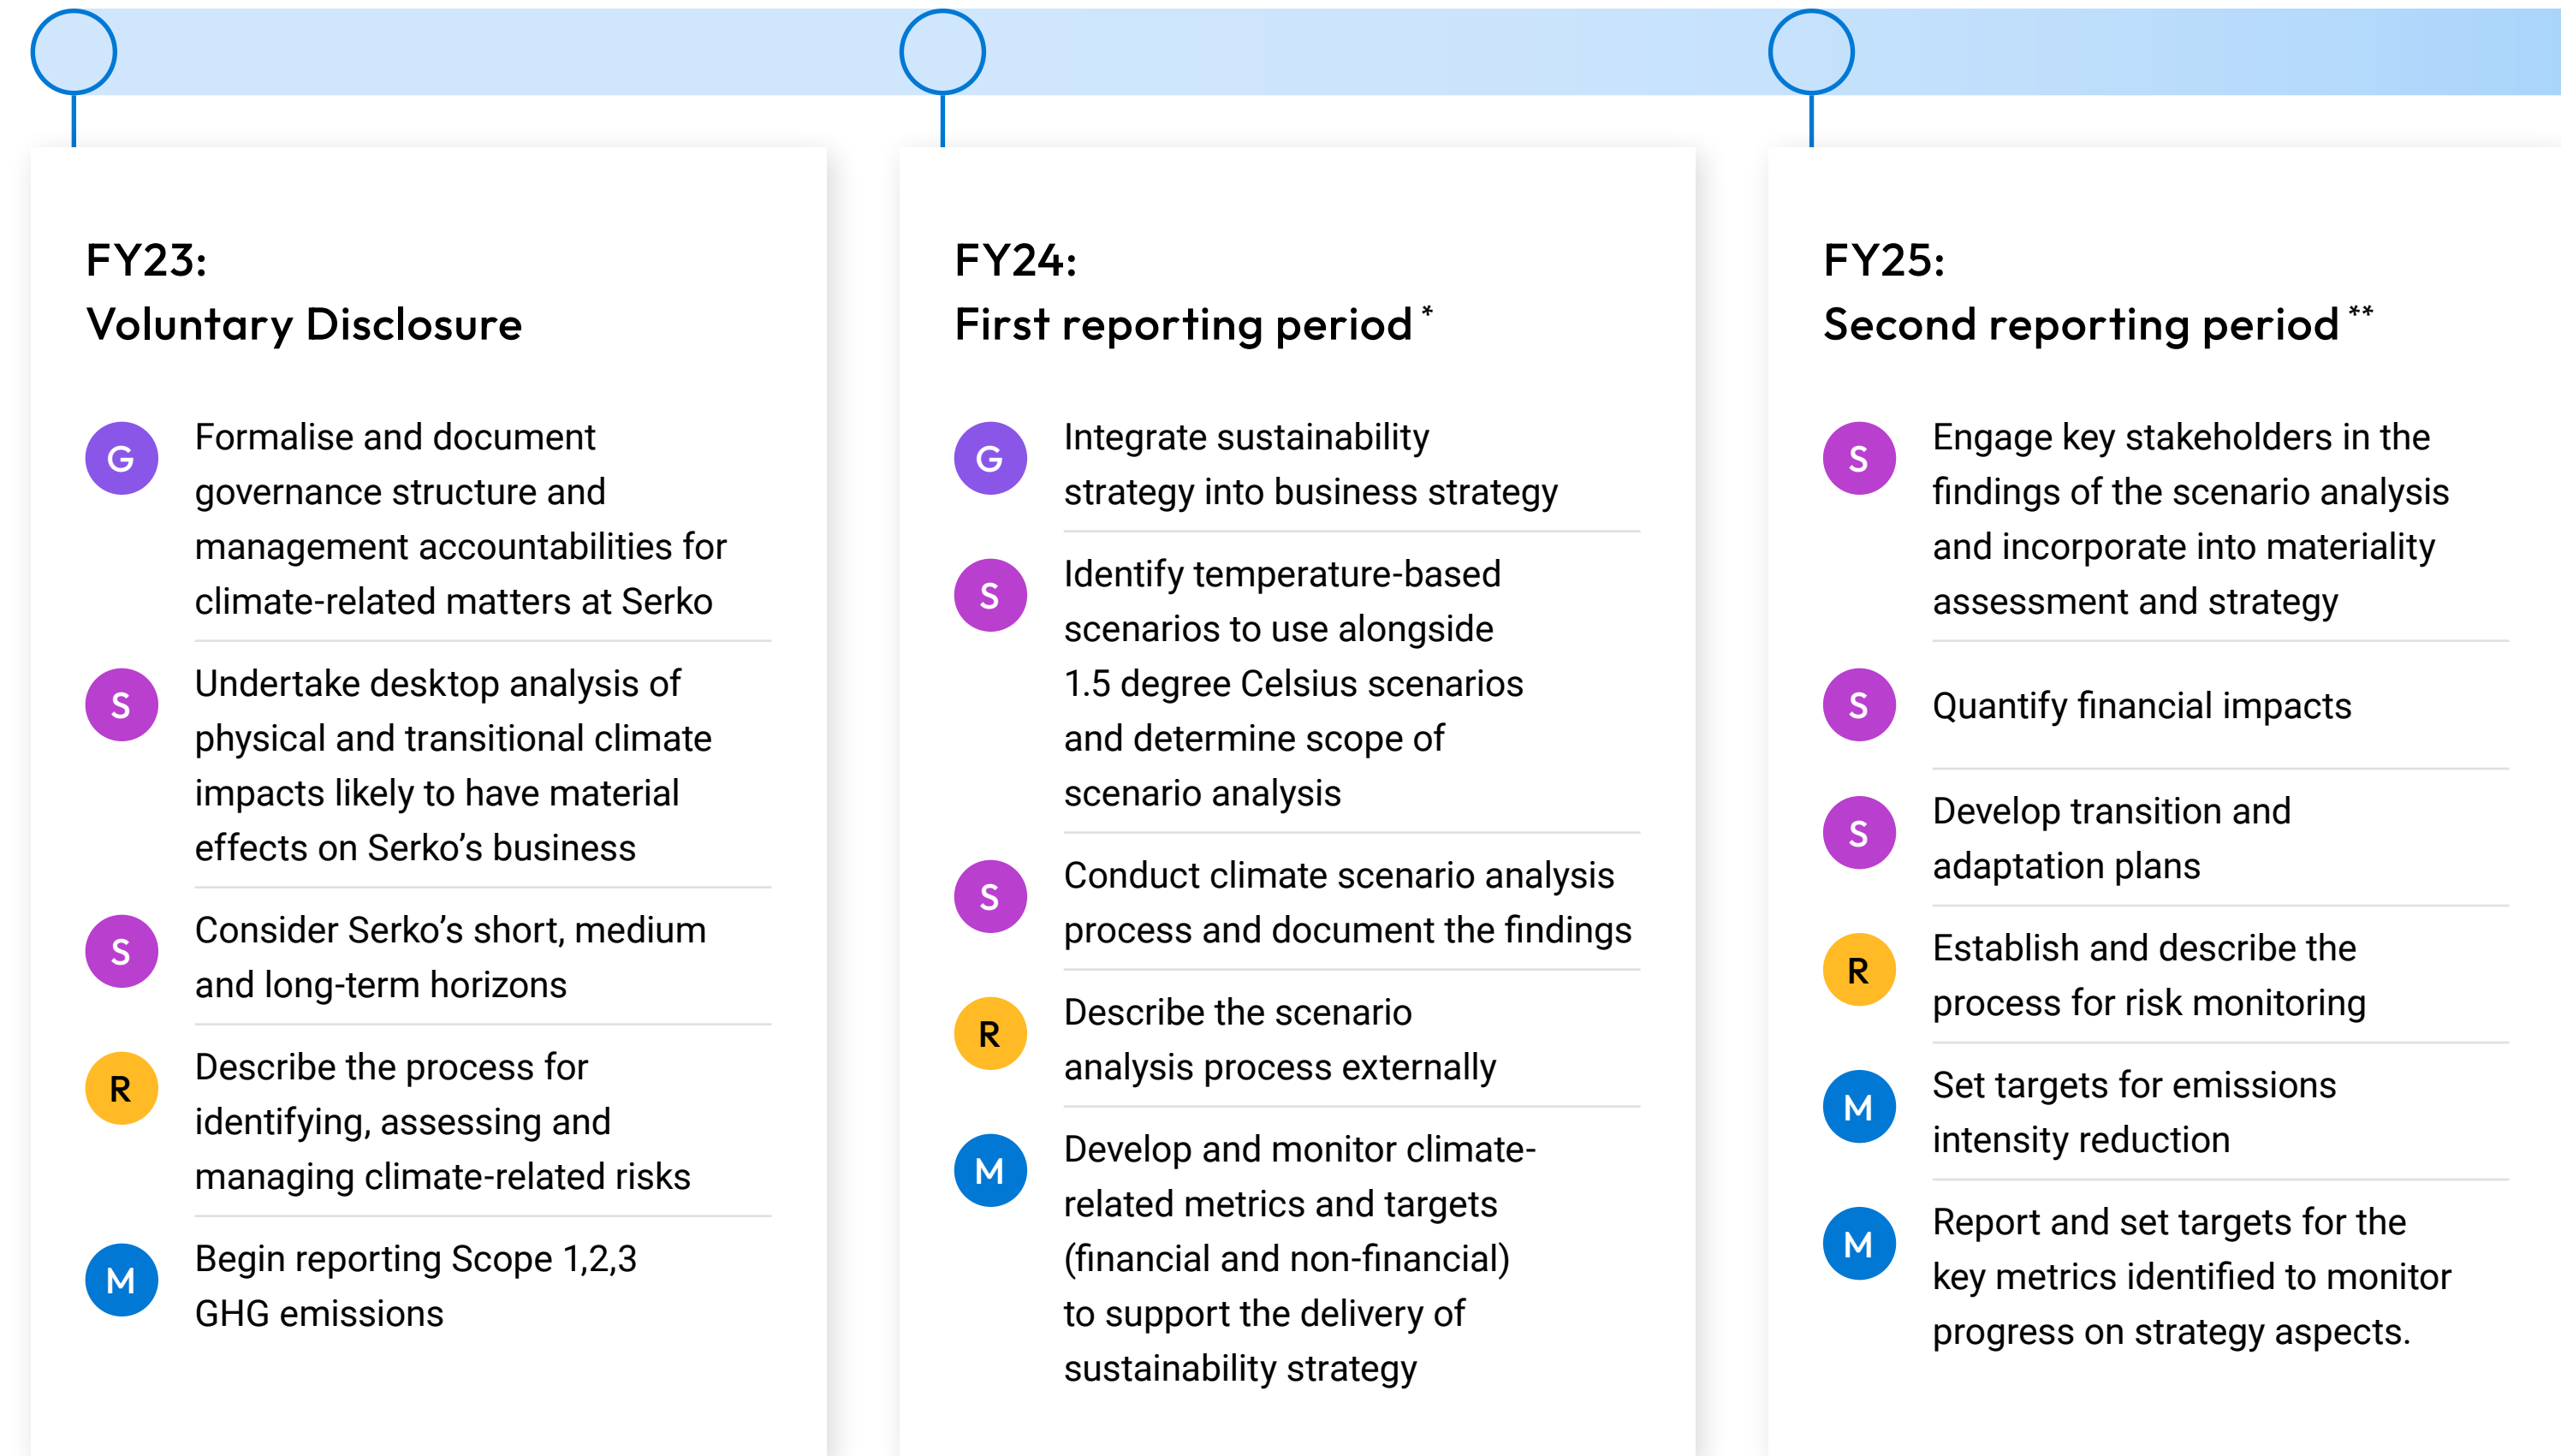 FY23:
Voluntary Disclosure
G
Formalise and document
governance structure and
management accountabilities for
climate-related matters at Serko
S
Undertake desktop analysis of
physical and transitional climate
impacts likely to have material
effects on Serko’s business
S
Consider Serko’s short, medium
and long-term horizons
R
Describe the process for
identifying, assessing and
managing climate-related risks
M
Begin reporting Scope 1,2,3
GHG emissions
FY24:
First reporting period *
G
Integrate sustainability
strategy into business strategy
S
Identify temperature-based
scenarios to use alongside
1.5 degree Celsius scenarios
and determine scope of
scenario analysis
S
Conduct climate scenario analysis
process and document the findings
R
Describe the scenario
analysis process externally
M
Develop and monitor climate-
related metrics and targets
(financial and non-financial)
to support the delivery of
sustainability strategy
FY25:
Second reporting period **
S
Engage key stakeholders in the
findings of the scenario analysis
and incorporate into materiality
assessment and strategy
S
Quantify financial impacts
S
Develop transition and
adaptation plans
R
Establish and describe the
process for risk monitoring
M
Set targets for emissions
intensity reduction
M
Report and set targets for the
key metrics identified to monitor
progress on strategy aspects.